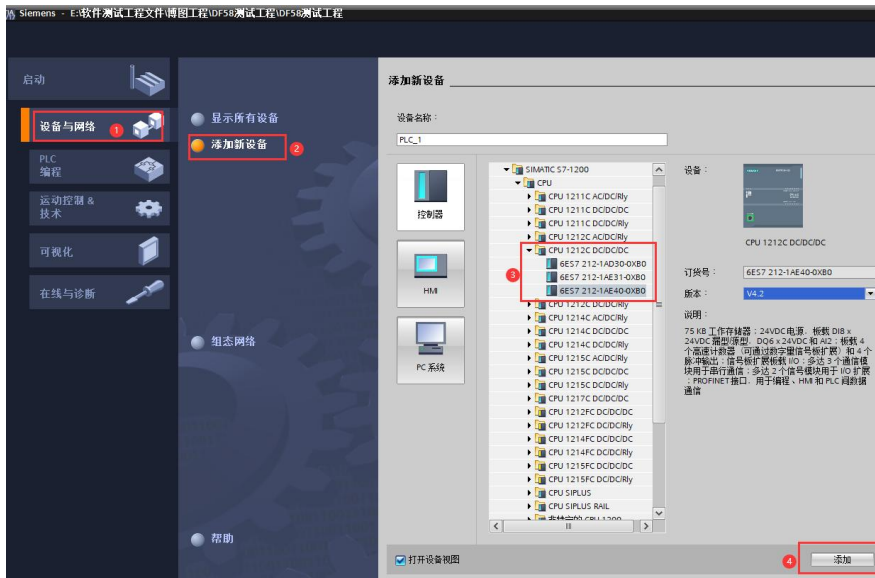 Siemens - E:\软件测试工程文件\博图工程\DF58测试工程\DF58测试工程
启动
设备与网络
1
PLC
编程
运动控制 &
技术
可视化
在线与诊断
显示所有设备
添加新设备
2
组态网络
帮助
添加新设备
设备名称：
PLC_1
控制器
HMI
PC 系统
SIMATIC S7-1200
CPU
CPU 1211C AC/DC/Rly
CPU 1211C DC/DC/DC
CPU 1211C DC/DC/Rly
CPU 1212C AC/DC/Rly
CPU 1212C DC/DC/DC
6ES7 212-1AD30-0XB0
3
6ES7 212-1AE31-0XB0
6ES7 212-1AE40-0XB0
CPU 1212C DC/DC/Rly
CPU 1214C AC/DC/Rly
CPU 1214C DC/DC/DC
CPU 1214C DC/DC/Rly
CPU 1215C AC/DC/Rly
CPU 1215C DC/DC/DC
CPU 1215C DC/DC/Rly
CPU 1217C DC/DC/DC
CPU 1212FC DC/DC/DC
CPU 1212FC DC/DC/Rly
CPU 1214FC DC/DC/DC
CPU 1214FC DC/DC/Rly
CPU 1215FC DC/DC/DC
CPU 1215FC DC/DC/Rly
CPU SIPLUS
CPU SIPLUS RAIL
非特定的 CPU 1200
设备：
CPU 1212C DC/DC/DC
订货号：
6ES7 212-1AE40-0XB0
版本：
V4.2
说明：
75 KB 工作存储器；24VDC 电源，板载 DI8 x
24VDC 漏型/源型，DQ6 x 24VDC 和 AI2；板载 4
个高速计数器（可通过数字量信号板扩展）和 4 个
脉冲输出；信号板扩展板载 I/O；多达 3 个通信模
块用于串行通信；多达 2 个信号模块用于 I/O 扩展
；PROFINET 接口，用于编程、HMI 和 PLC 间数据
通信
打开设备视图
4
添加